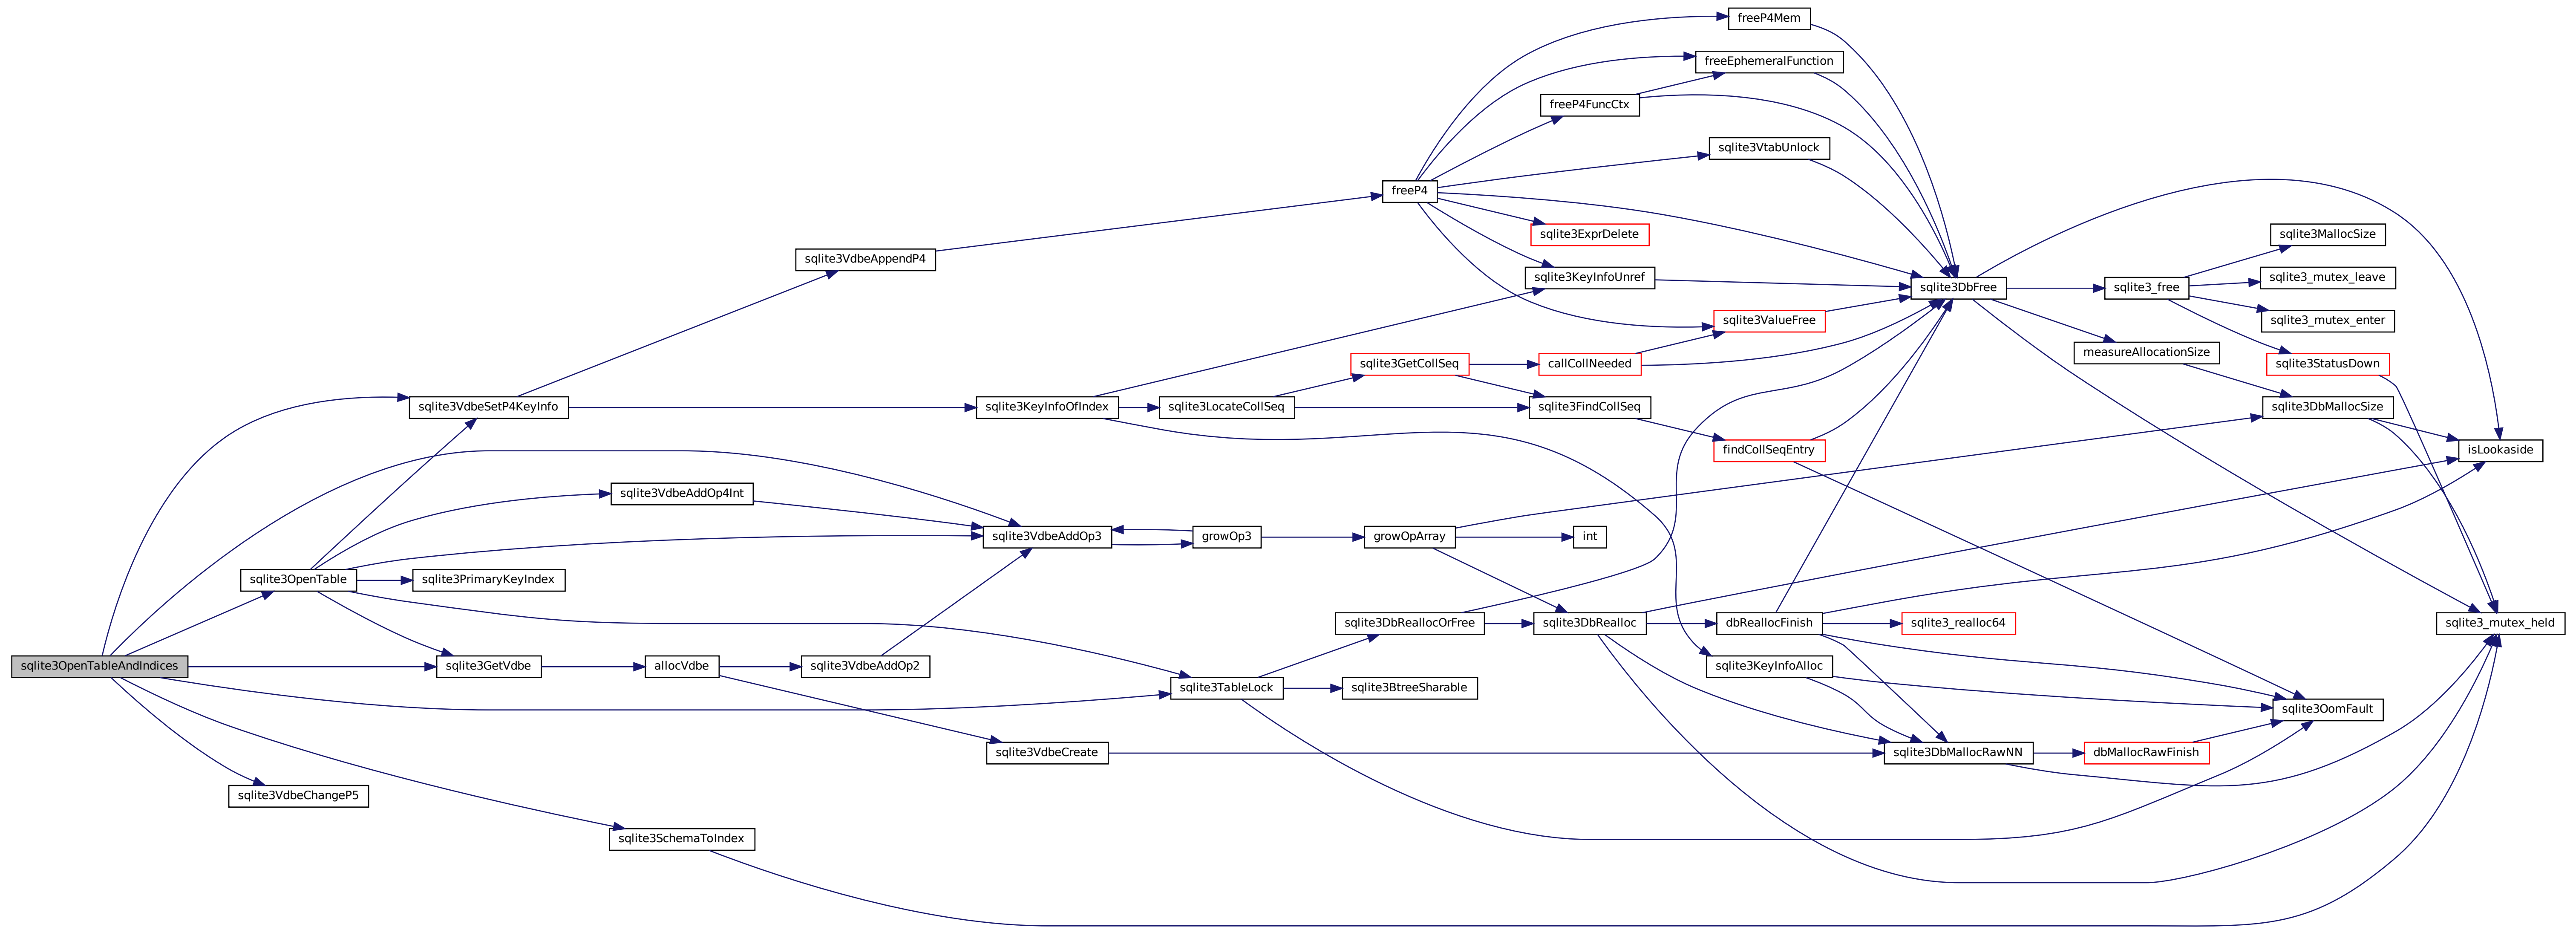 freeP4Mem
freeEphemeralFunction
freeP4FuncCtx
sqlite3VtabUnlock
freeP4
sqlite3ExprDelete
sqlite3MallocSize
sqlite3VdbeAppendP4
sqlite3KeyInfoUnref
sqlite3_mutex_leave
sqlite3DbFree
sqlite3_free
sqlite3ValueFree
sqlite3_mutex_enter
measureAllocationSize
sqlite3GetCollSeq
callCollNeeded
sqlite3StatusDown
sqlite3VdbeSetP4KeyInfo
sqlite3KeyInfoOfIndex
sqlite3LocateCollSeq
sqlite3FindCollSeq
sqlite3DbMallocSize
findCollSeqEntry
isLookaside
sqlite3VdbeAddOp4Int
sqlite3VdbeAddOp3
growOp3
growOpArray
int
sqlite3OpenTable
sqlite3PrimaryKeyIndex
sqlite3DbReallocOrFree
sqlite3DbRealloc
dbReallocFinish
sqlite3_realloc64
sqlite3_mutex_held
sqlite3OpenTableAndIndices
sqlite3GetVdbe
allocVdbe
sqlite3VdbeAddOp2
sqlite3KeyInfoAlloc
sqlite3TableLock
sqlite3BtreeSharable
sqlite3OomFault
sqlite3VdbeCreate
sqlite3DbMallocRawNN
dbMallocRawFinish
sqlite3VdbeChangeP5
sqlite3SchemaToIndex